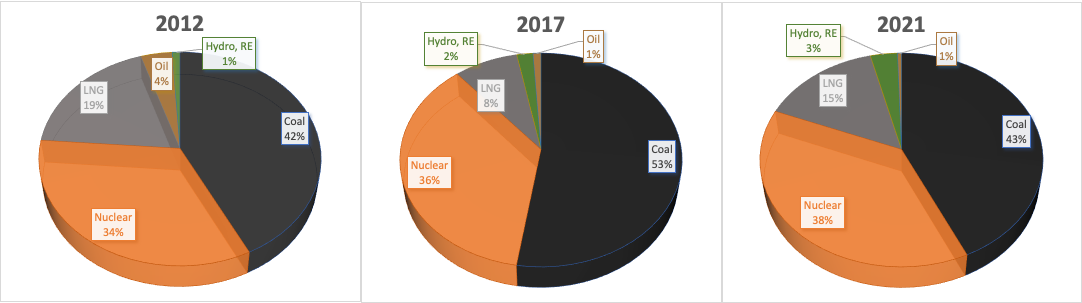 2012
Hydro, RE
1%
Oil
4%
LNG
19%
Coal
42%
Nuclear
34%
2017
Hydro, RE
2%
Oil
1%
LNG
8%
Coal
53%
Nuclear
36%
2021
Hydro, RE
3%
Oil
1%
LNG
15%
Coal
43%
Nuclear
38%